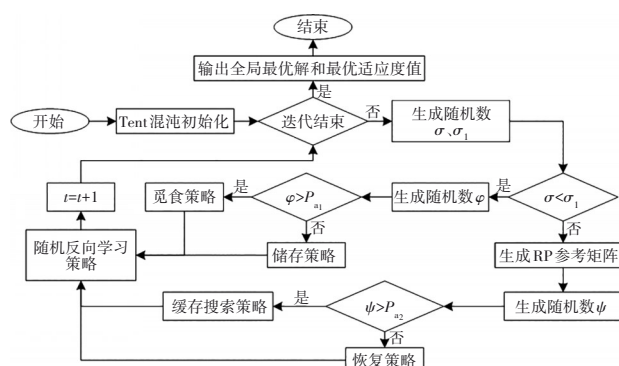 结束
输出全局最优解和最优适应度值
是
开始
Tent混沌初始化
迭代结束
否
生成随机数
σ、σ₁
t=t+1
觅食策略
是
φ>Pₐ₁
生成随机数φ
是
σ<σ₁
否
否
随机反向学习
策略
储存策略
生成RP参考矩阵
缓存搜索策略
是
ψ>Pₐ₂
生成随机数ψ
否
恢复策略